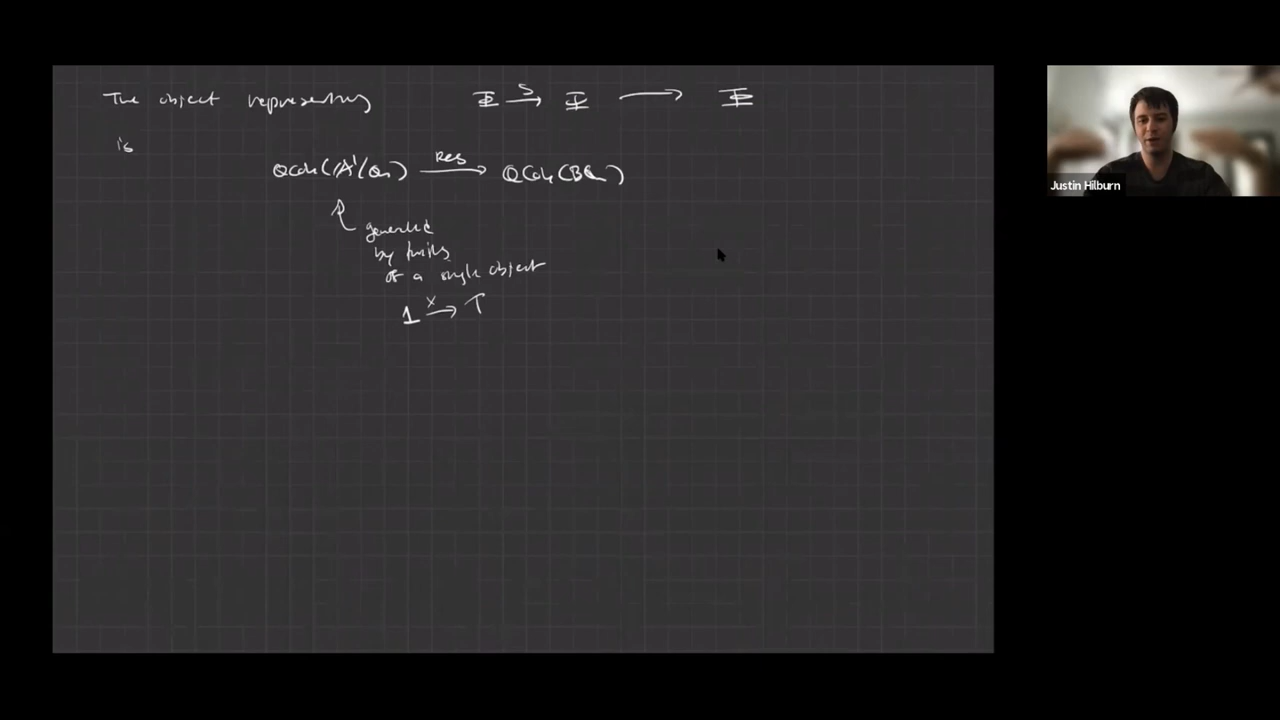 The object representing Φ →S Φ → Φ
is
QCoh(A¹/Gm) →Res QCoh(BGm)
generated
by twists
of a single object
1 →x T
Justin Hilburn